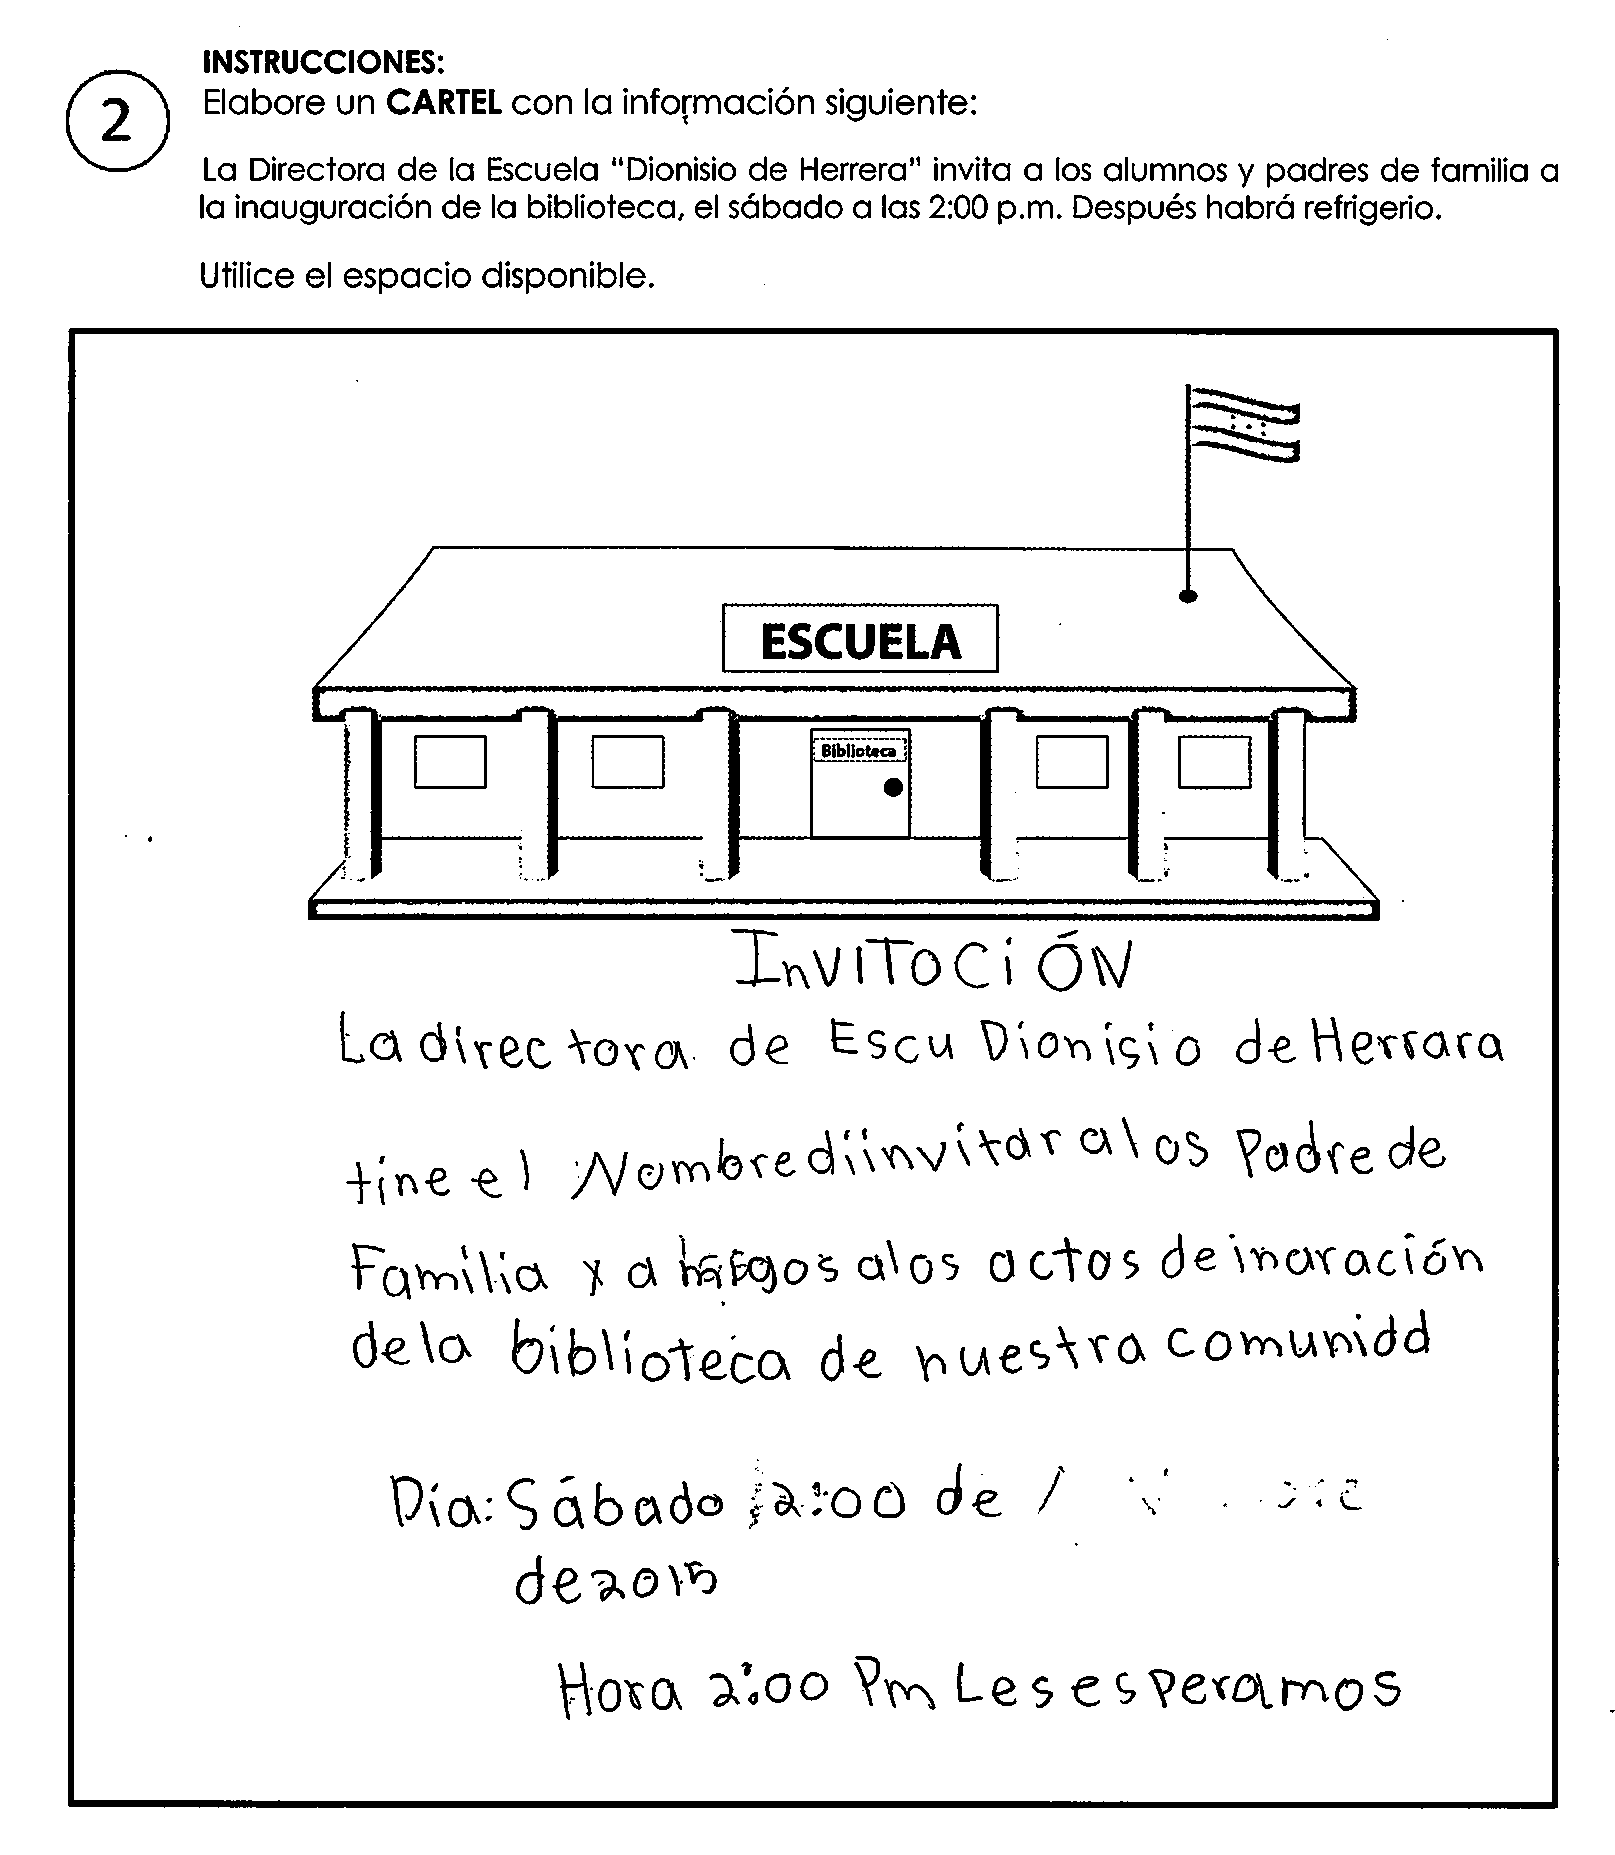 INSTRUCCIONES:
2
Elabore un CARTEL con la información siguiente:
La Directora de la Escuela "Dionisio de Herrera" invita a los alumnos y padres de familia a
la inauguración de la biblioteca, el sábado a las 2:00 p.m. Después habrá refrigerio.
Utilice el espacio disponible.
ESCUELA
Biblioteca
InVITOCiÓN
La directora de Escu Dionisio de Herrara
tine el Nombre di invitar a los Padre de
Familia y a a los actos de inaración
de la biblioteca de nuestra comunidd
Día: Sábado 2:00 de
de 2015
Hora 2:00 Pm Les esperamos